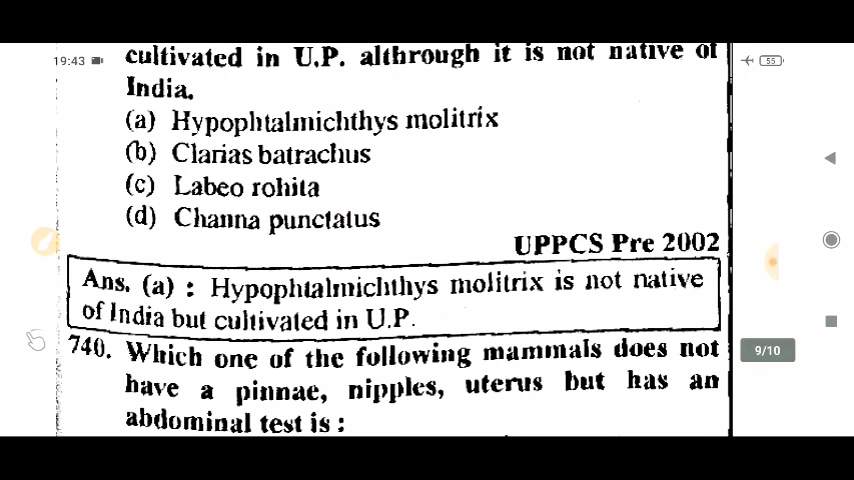 cultivated in U.P. althrough it is not native of
19:43
55
India.
(a) Hypophtalmichthys molitrix
(b) Clarias batrachus
(c) Labeo rohita
(d) Channa punctatus
UPPCS Pre 2002
Ans. (a) : Hypophtalmichthys molitrix is not native
of India but cultivated in U.P.
740. Which one of the following mammals does not
9/10
have a pinnae, nipples, uterus but has an
abdominal test is :